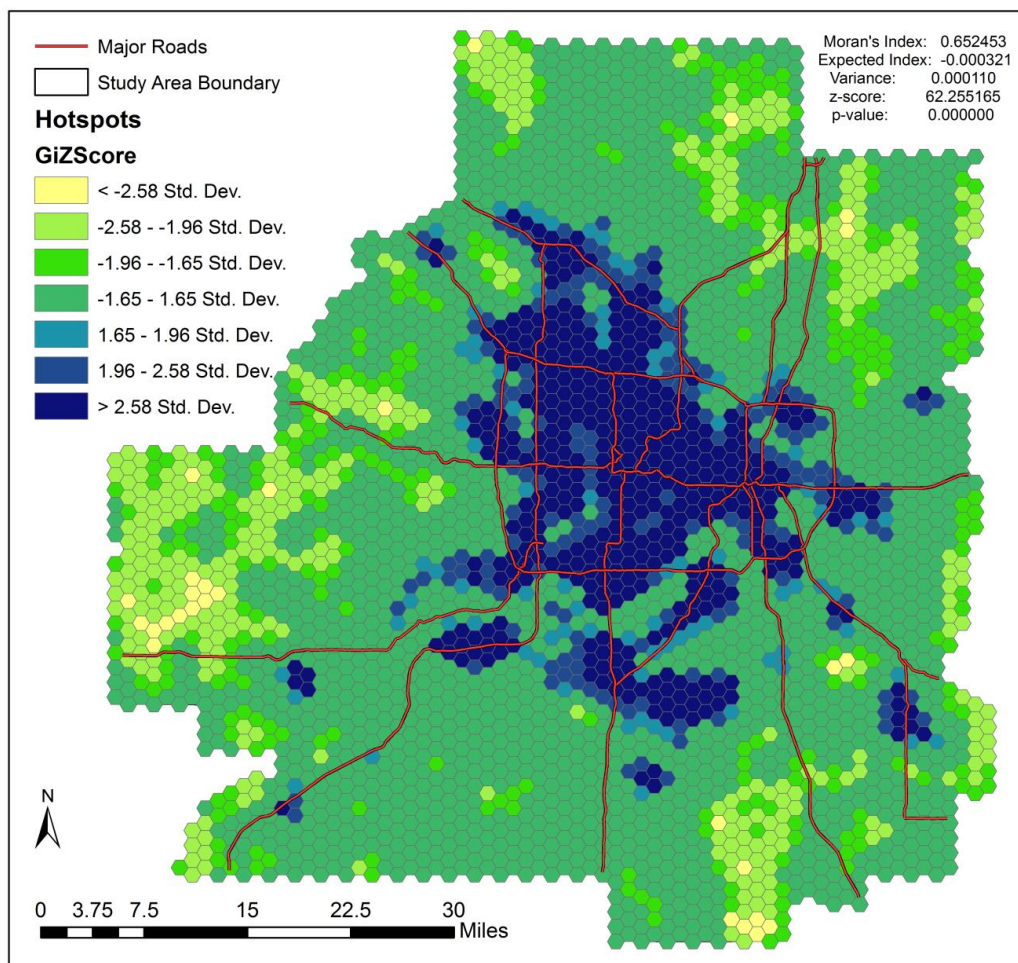 Major Roads
Study Area Boundary
Hotspots
GiZScore
< -2.58 Std. Dev.
-2.58 - -1.96 Std. Dev.
-1.96 - -1.65 Std. Dev.
-1.65 - 1.65 Std. Dev.
1.65 - 1.96 Std. Dev.
1.96 - 2.58 Std. Dev.
> 2.58 Std. Dev.
Moran's Index: 0.652453
Expected Index: -0.000321
Variance: 0.000110
z-score: 62.255165
p-value: 0.000000
N
0 3.75 7.5 15 22.5 30
Miles